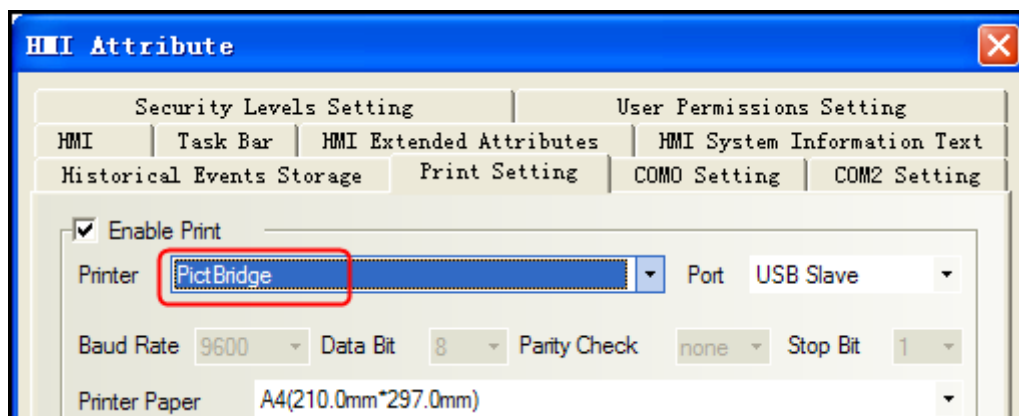 HMI Attribute
Security Levels Setting User Permissions Setting
HMI Task Bar HMI Extended Attributes HMI System Information Text
Historical Events Storage Print Setting COM0 Setting COM2 Setting
Enable Print
Printer PictBridge Port USB Slave
Baud Rate 9600 Data Bit 8 Parity Check none Stop Bit 1
Printer Paper A4(210.0mm*297.0mm)